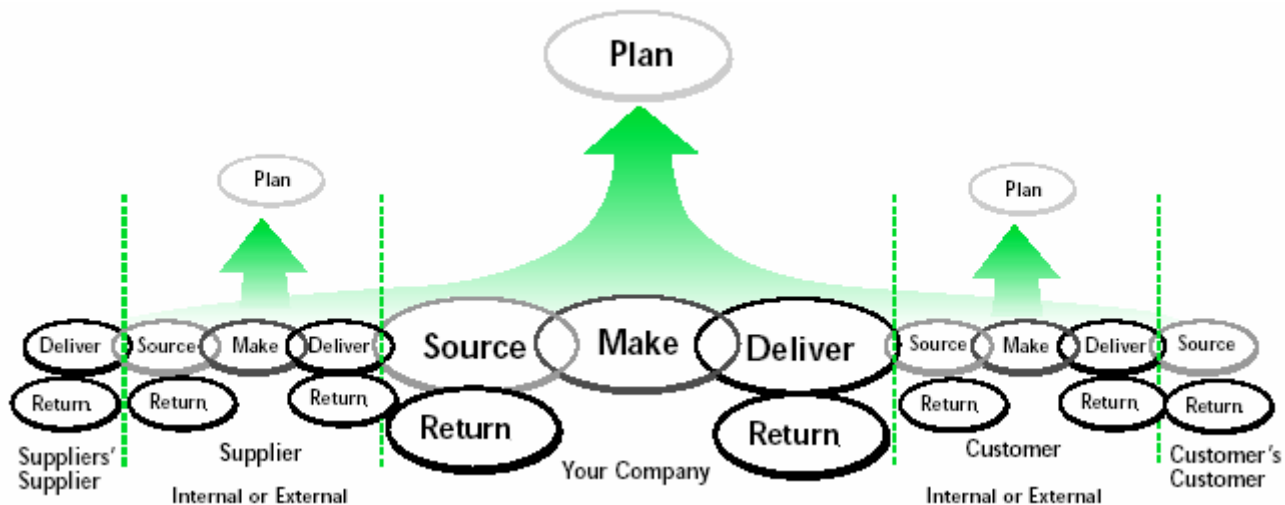 Plan
Plan
Plan
Deliver Source Make Deliver Source Make Deliver Source Make Deliver Source
Return Return Return Return Return Return Return Return
Suppliers' Supplier Your Company Customer Customer's
Supplier Customer
Internal or External Internal or External